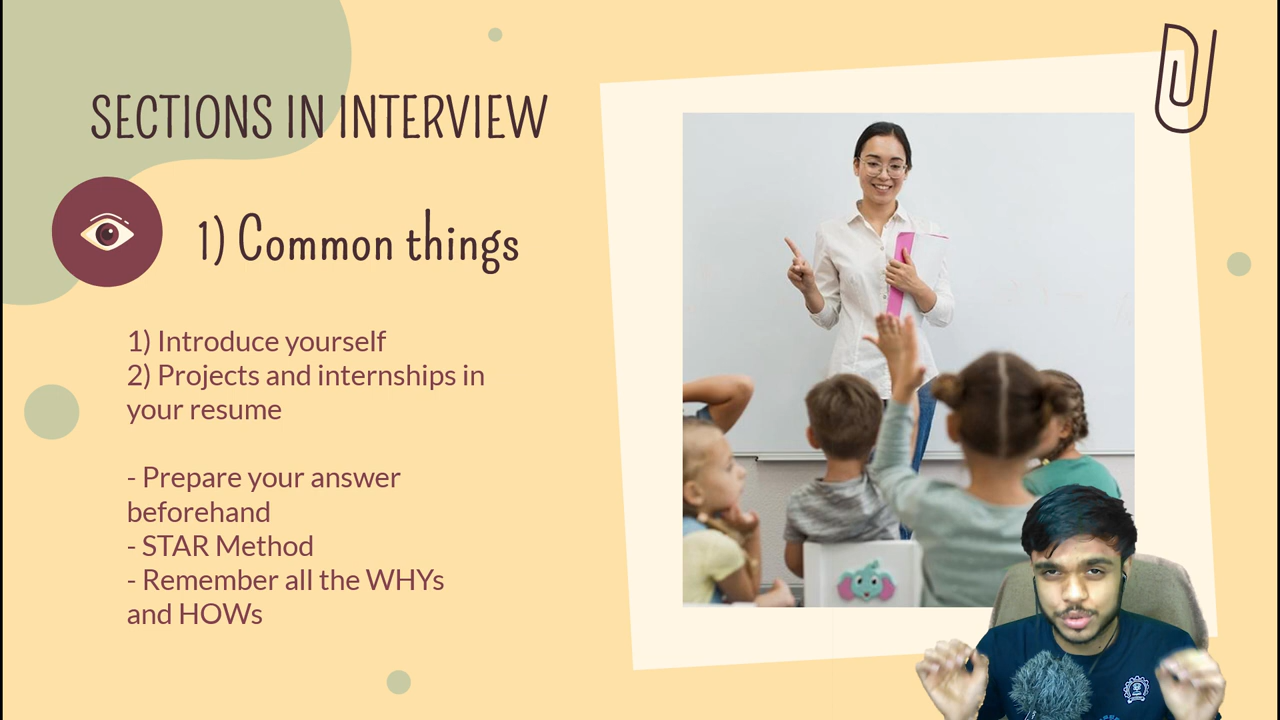 SECTIONS IN INTERVIEW
1) Common things
1) Introduce yourself
2) Projects and internships in
your resume
- Prepare your answer
beforehand
- STAR Method
- Remember all the WHYs
and HOWs